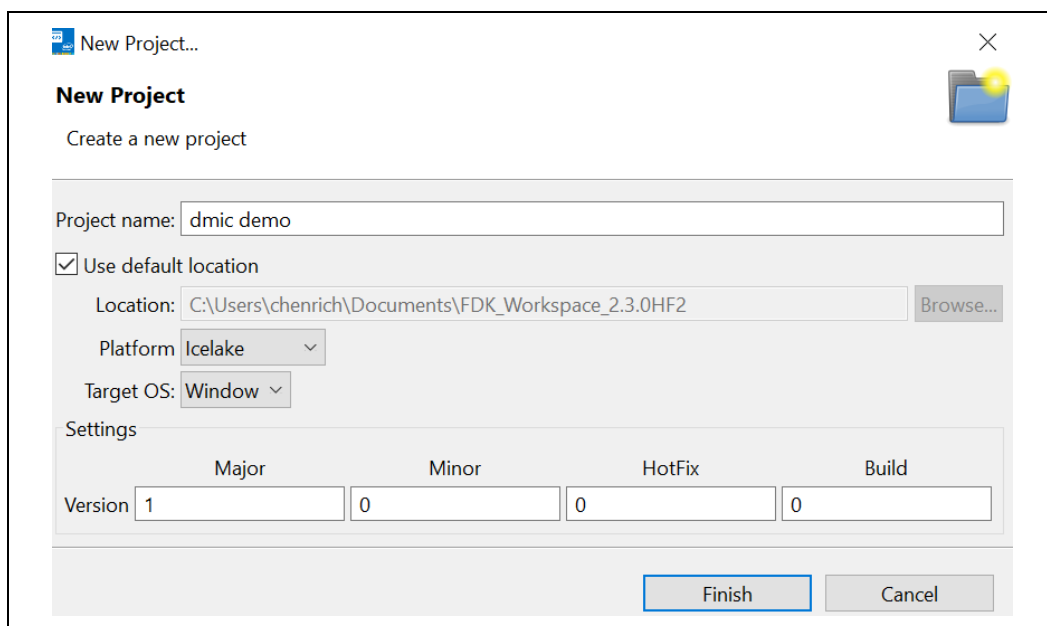 New Project...
New Project
Create a new project
Project name: dmic demo
Use default location
Location: C:\Users\chenrich\Documents\FDK_Workspace_2.3.0HF2 Browse...
Platform Icelake
Target OS: Window
Settings
Major Minor HotFix Build
Version 1 0 0 0
Finish Cancel